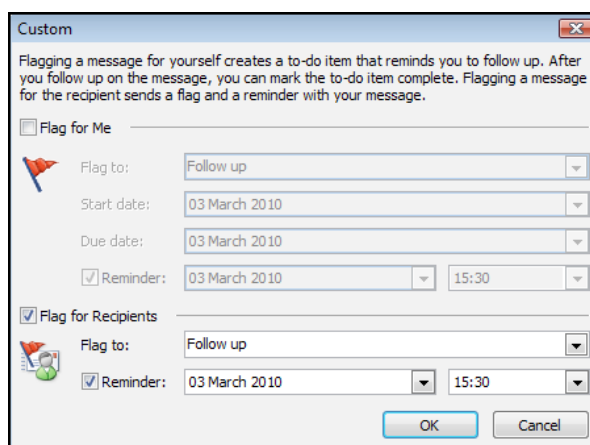 Custom
Flagging a message for yourself creates a to-do item that reminds you to follow up. After
you follow up on the message, you can mark the to-do item complete. Flagging a message
for the recipient sends a flag and a reminder with your message.
Flag for Me
Flag to: Follow up
Start date: 03 March 2010
Due date: 03 March 2010
Reminder: 03 March 2010 15:30
Flag for Recipients
Flag to: Follow up
Reminder: 03 March 2010 15:30
OK Cancel